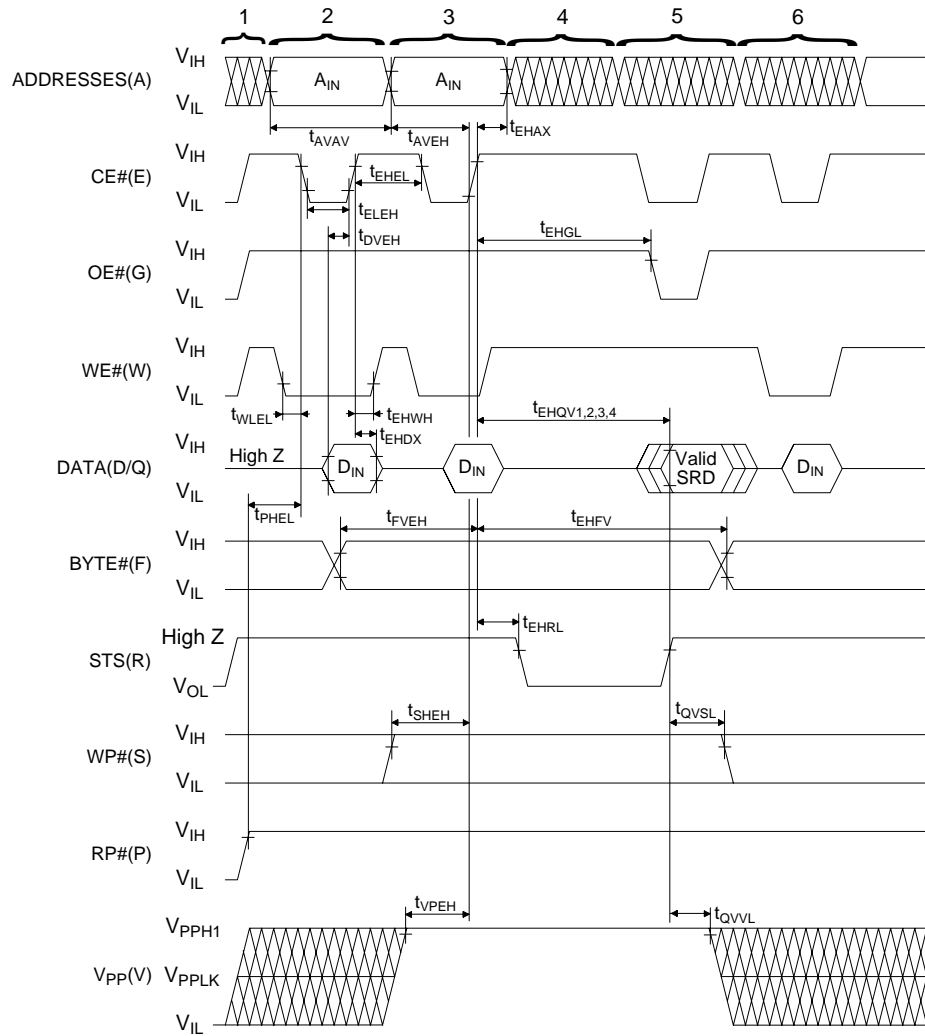 1 2 3 4 5 6
ADDRESSES(A)
VIH
VIL
AIN AIN
tAVAV tAVEH tEHAX
CE#(E)
VIH
VIL
tEHEL
tELEH
tDVEH
OE#(G)
VIH
VIL
tEHGL
WE#(W)
VIH
VIL
tWLEL tEHWH tEHQV1,2,3,4
tEHDX
DATA(D/Q)
VIH
High Z
VIL
DIN DIN Valid SRD DIN
tPHEL tFVEH tEHFV
BYTE#(F)
VIH
VIL
tEHRL
STS(R)
High Z
VOL
tSHEH tQVSL
WP#(S)
VIH
VIL
RP#(P)
VIH
VIL
tVPEH tQVVL
VPP(V)
VPPH1
VPPLK
VIL